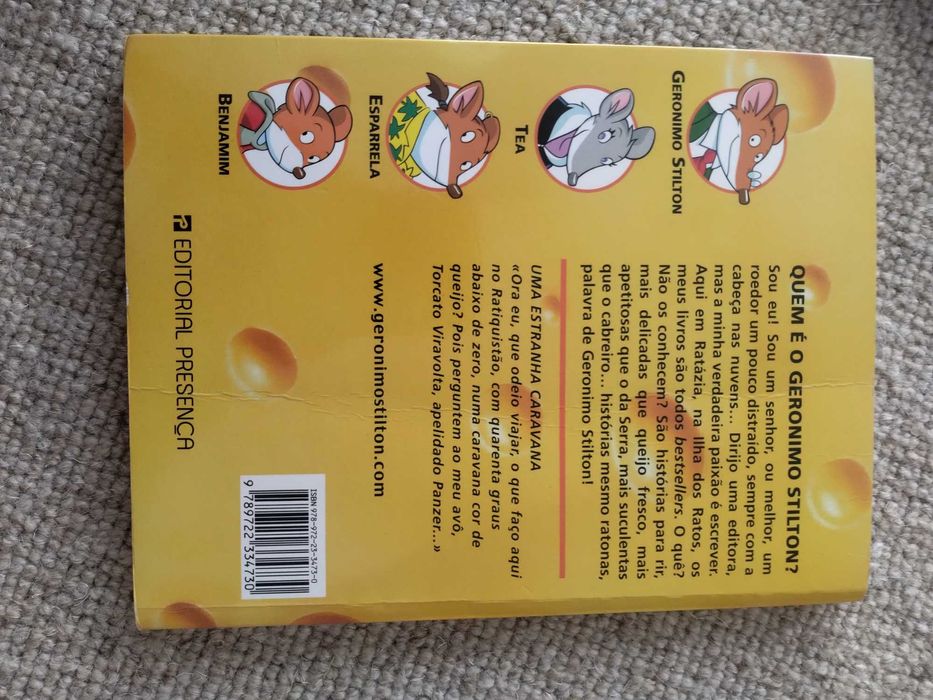 GERONIMO STILTON
TEA
ESPARRELA
BENJAMIM
QUEM É O GERONIMO STILTON?
Sou eu! Sou um senhor, ou melhor, um
roedor um pouco distraído, sempre com a
cabeça nas nuvens... Dirijo uma editora,
mas a minha verdadeira paixão é escrever.
Aqui em Ratázia, na Ilha dos Ratos, os
meus livros são todos bestsellers. O quê?
Não os conhecem? São histórias para rir,
mais delicadas que queijo fresco, mais
apetitosas que o da Serra, mais suculentas
que o cabreiro... histórias mesmo ratonas,
palavra de Geronimo Stilton!
UMA ESTRANHA CARAVANA
«Ora eu, que odeio viajar, o que faço aqui
no Ratiquistão, com quarenta graus
abaixo de zero, numa caravana cor de
queijo? Pois perguntem ao meu avô,
Torcato Viravolta, apelidado Panzer...»
www.geronimostilton.com
EDITORIAL PRESENÇA
ISBN 978-972-23-3473-0
9 789722 334730